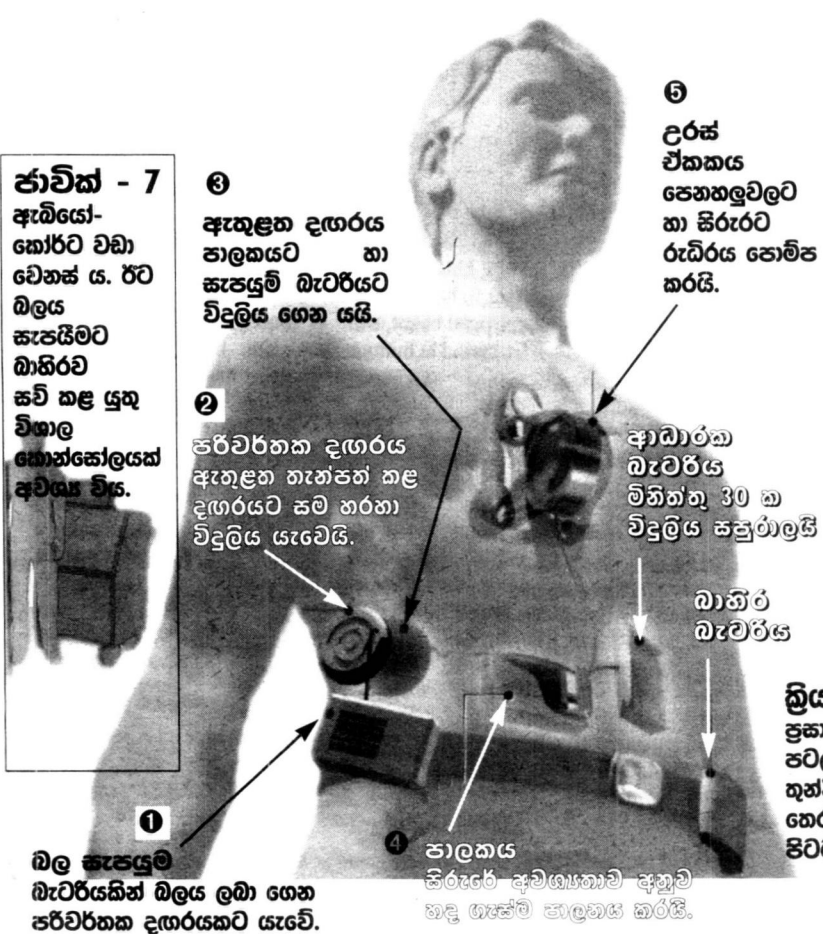 ජාවික් - 7
ඇබියෝ-
කෝර්ට වඩා
වෙනස් ය. ඊට
බලය
සැපයීමට
බාහිරව
සවි කළ යුතු
විශාල
කොන්සෝලයක්
අවශ්‍ය විය.
❸
ඇතුළත දඟරය
පාලකයට හා
සැපයුම් බැටරියට
විදුලිය ගෙන යයි.
❺
උරස්
ඒකකය
පෙනහලුවලට
හා සිරුරට
රුධිරය පොම්ප
කරයි.
❷
පරිවර්තක දඟරය
ඇතුළත තැන්පත් කළ
දඟරයට සම හරහා
විදුලිය යැවෙයි.
ආධාරක
බැටරිය
මිනිත්තු 30 ක
විදුලිය සපුරාලයි
බාහිර
බැටරිය
❶
බල සැපයුම
බැටරියකින් බලය ලබා ගෙන
පරිවර්තක දඟරයකට යැවේ.
❹ පාලකය
සිරුරේ අවශ්‍යතාව අනුව
හෘද ගැස්ම පාලනය කරයි.